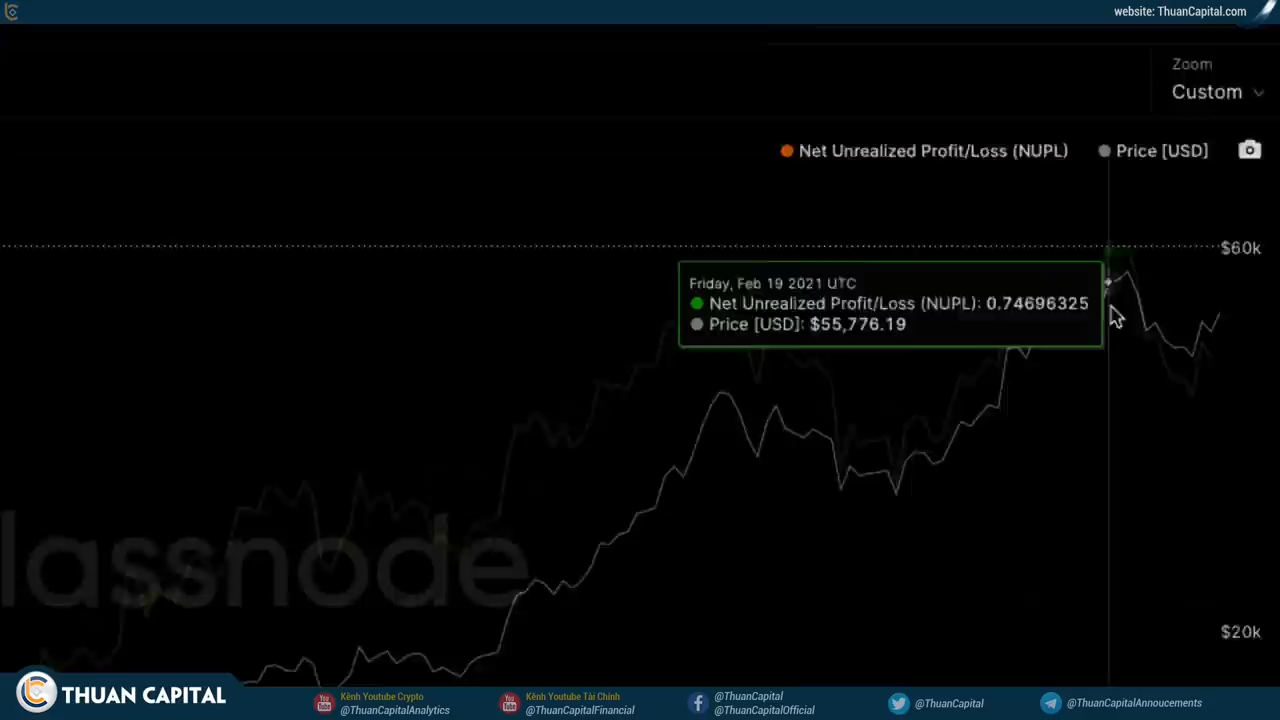 website: ThuanCapital.com
Zoom
Custom
Net Unrealized Profit/Loss (NUPL)
Price [USD]
$60k
Friday, Feb 19 2021 UTC
Net Unrealized Profit/Loss (NUPL): 0.74696325
Price [USD]: $55,776.19
lassnode
$20k
THUAN CAPITAL
Kênh Youtube Crypto
@ThuanCapitalAnalytics
Kênh Youtube Tài Chính
@ThuanCapitalFinancial
@ThuanCapital
@ThuanCapitalOfficial
@ThuanCapital
@ThuanCapitalAnnoucements